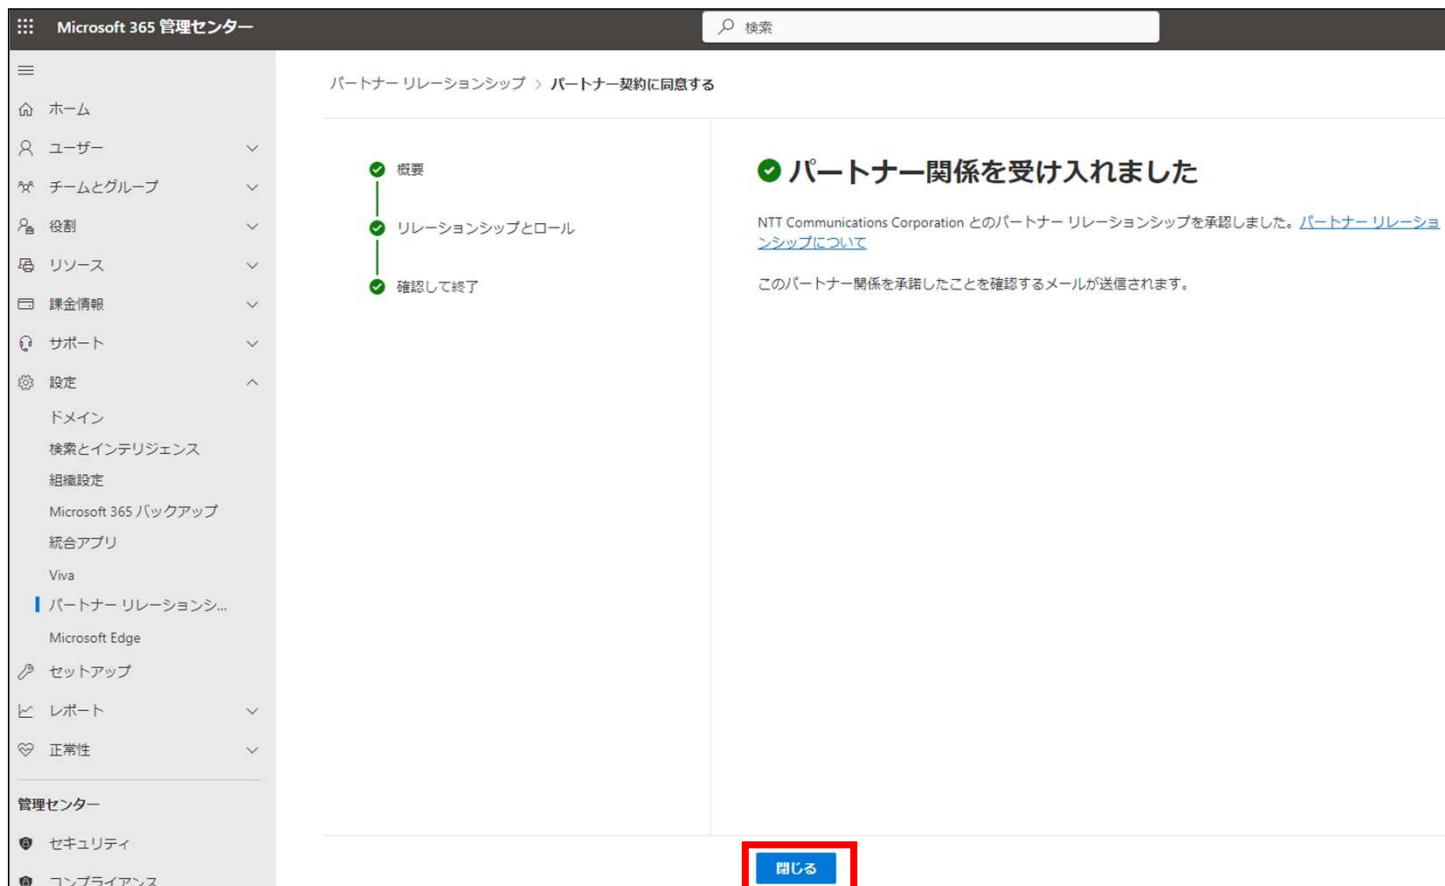 Microsoft 365 管理センター
検索
ホーム
ユーザー
チームとグループ
役割
リソース
課金情報
サポート
設定
ドメイン
検索とインテリジェンス
組織設定
Microsoft 365 バックアップ
統合アプリ
Viva
パートナー リレーションシ...
Microsoft Edge
セットアップ
レポート
正常性
管理センター
セキュリティ
コンプライアンス
パートナー リレーションシップ > パートナー契約に同意する
概要
リレーションシップとロール
確認して終了
パートナー関係を受け入れました
NTT Communications Corporation とのパートナー リレーションシップを承認しました。パートナー リレーショ
ンシップについて
このパートナー関係を承諾したことを確認するメールが送信されます。
閉じる